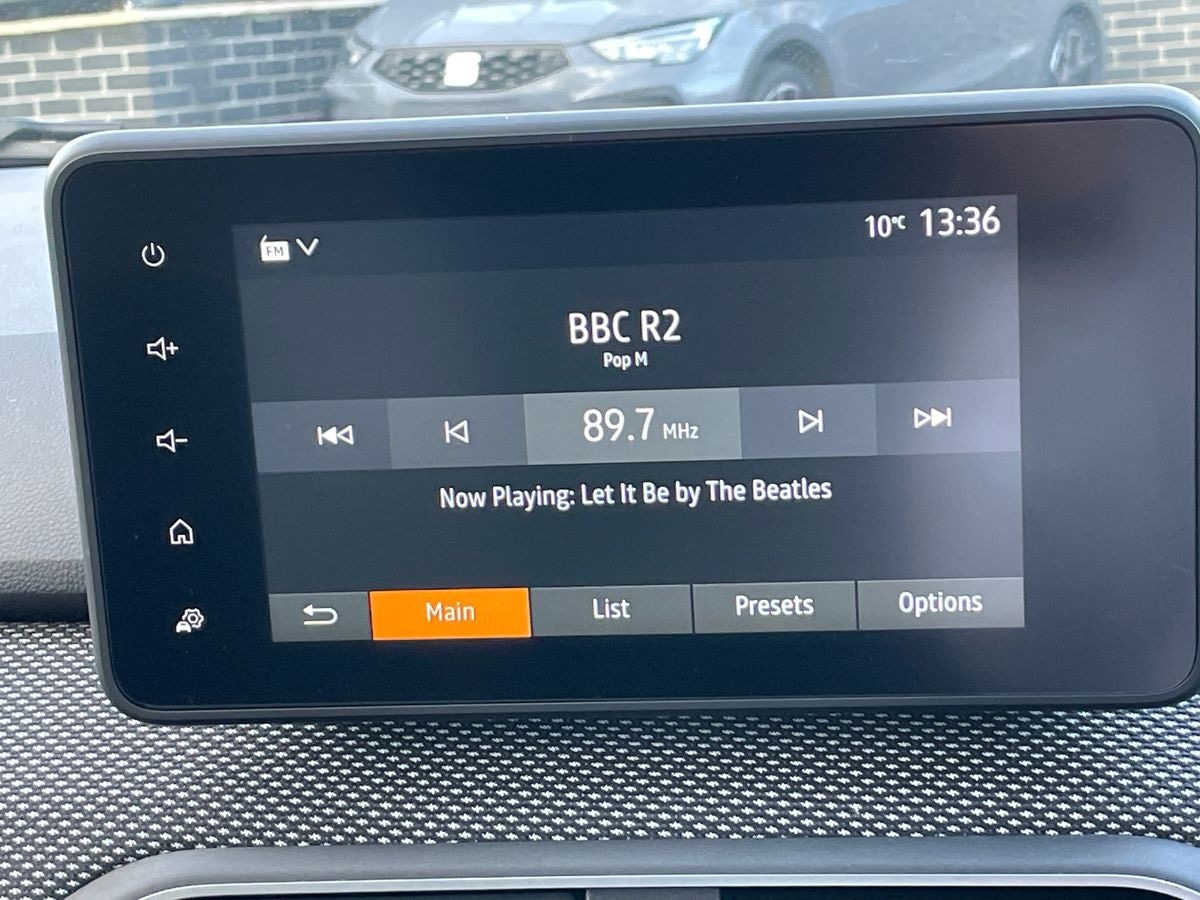 FM
10°C 13:36
BBC R2
Pop M
89.7 MHz
Now Playing: Let It Be by The Beatles
Main List Presets Options